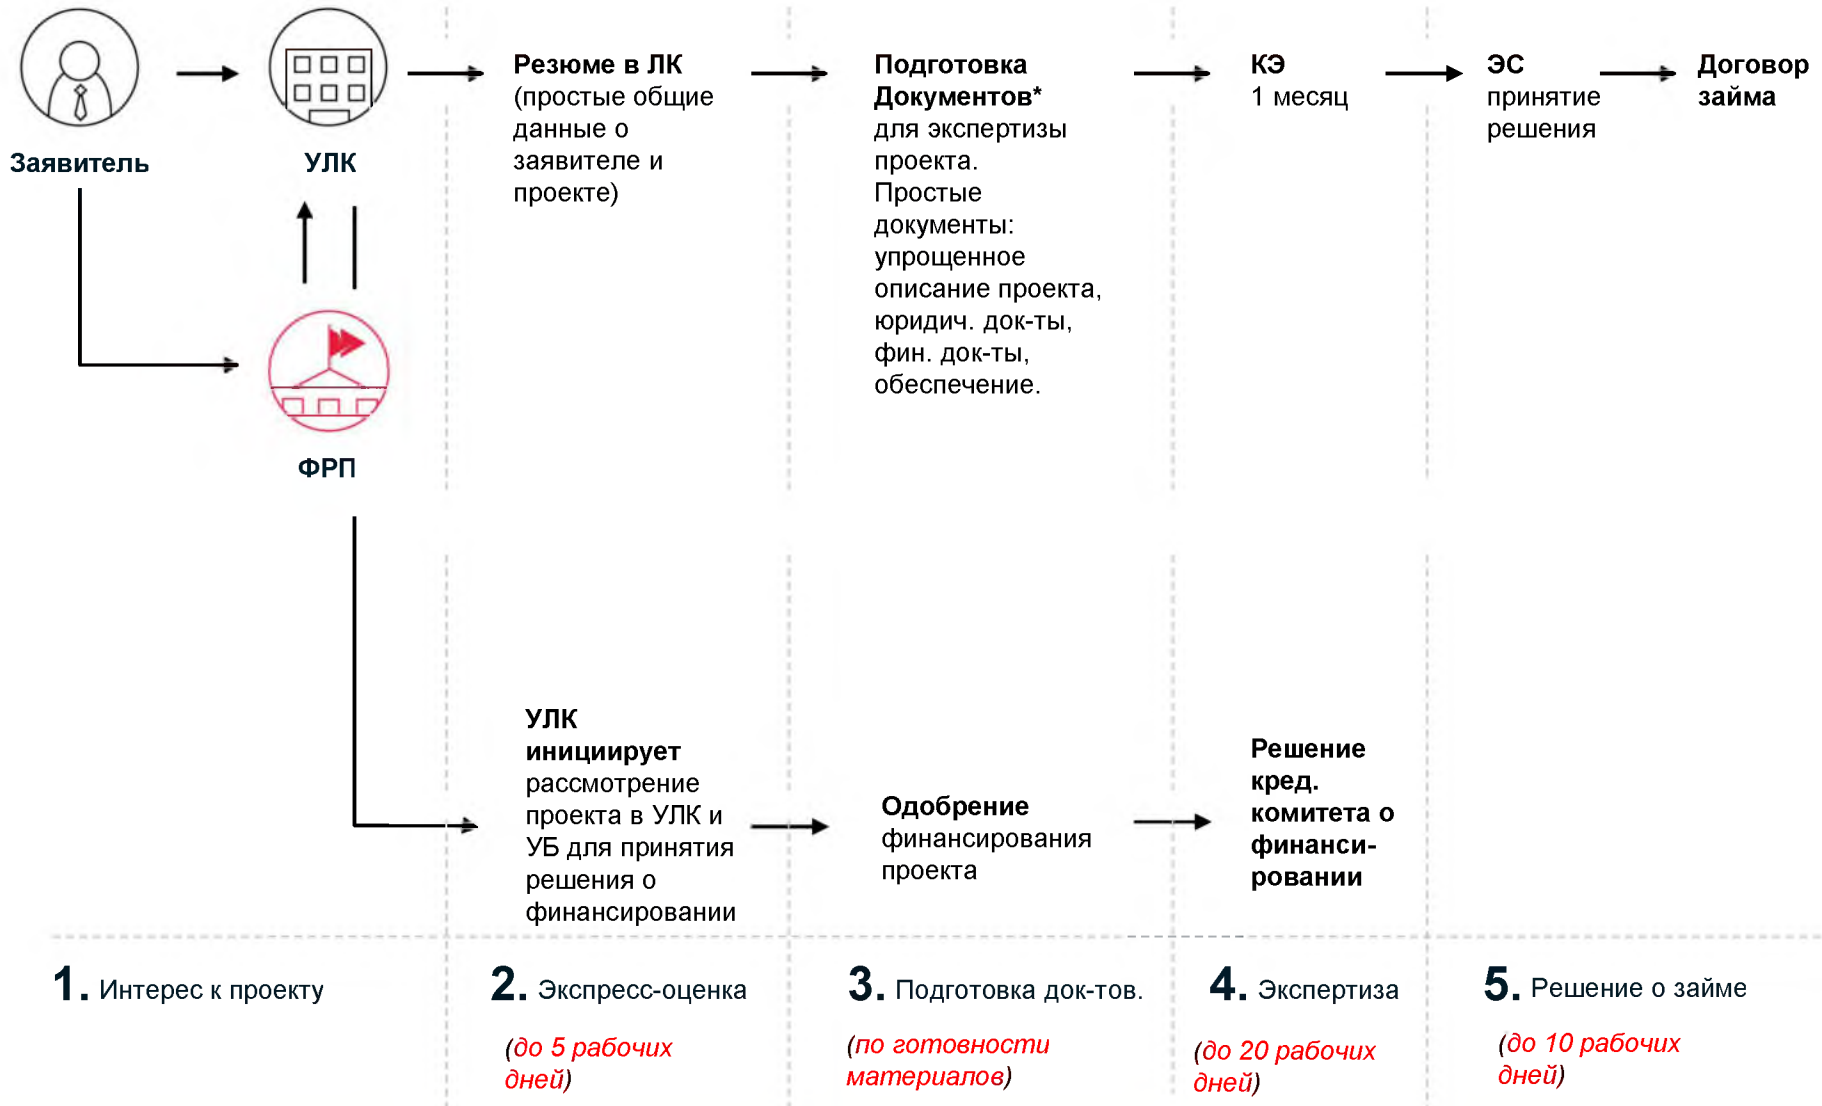 Заявитель
УЛК
ФРП
Резюме в ЛК
(простые общие
данные о
заявителе и
проекте)
Подготовка
Документов*
для экспертизы
проекта.
Простые
документы:
упрощенное
описание проекта,
юридич. док-ты,
фин. док-ты,
обеспечение.
КЭ
1 месяц
ЭС
принятие
решения
Договор
займа
УЛК
инициирует
рассмотрение
проекта в УЛК и
УБ для принятия
решения о
финансировании
Одобрение
финансирования
проекта
Решение
кред.
комитета о
финанси-
ровании
1. Интерес к проекту
2. Экспресс-оценка
(до 5 рабочих
дней)
3. Подготовка док-тов.
(по готовности
материалов)
4. Экспертиза
(до 20 рабочих
дней)
5. Решение о займе
(до 10 рабочих
дней)